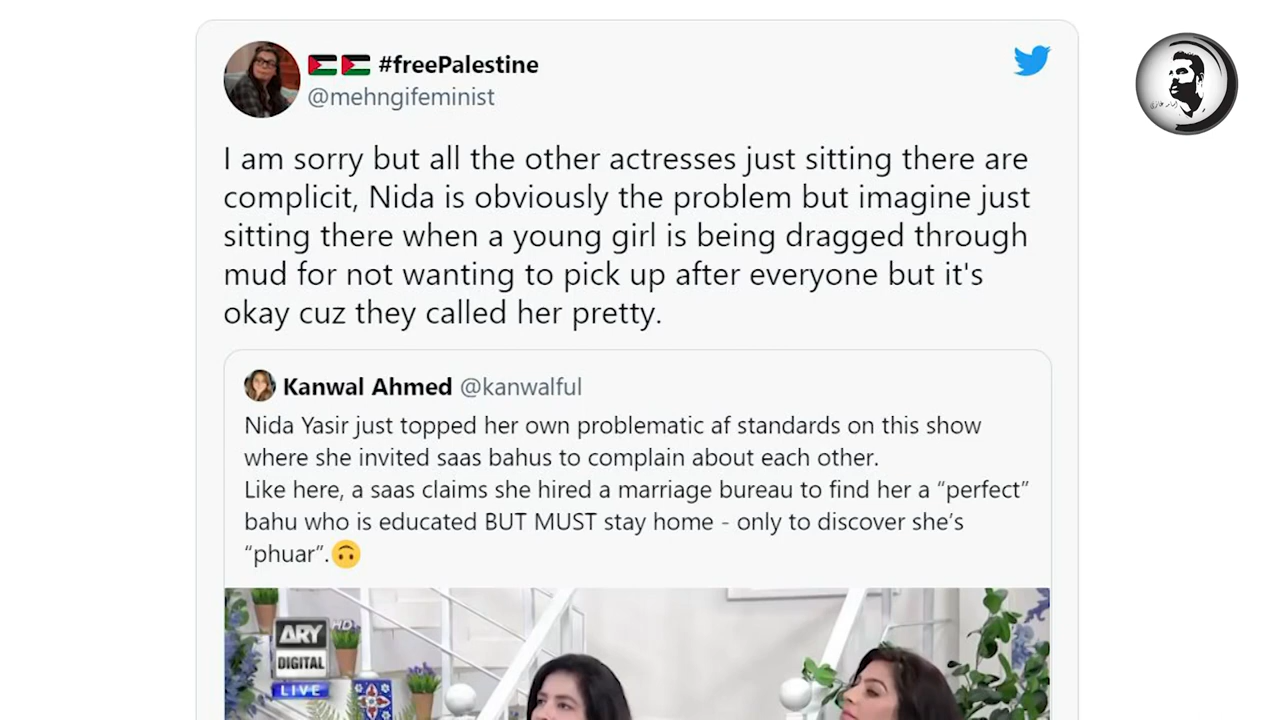 🇵🇸🇵🇸 #freePalestine
@mehngifeminist
I am sorry but all the other actresses just sitting there are
complicit, Nida is obviously the problem but imagine just
sitting there when a young girl is being dragged through
mud for not wanting to pick up after everyone but it's
okay cuz they called her pretty.
Kanwal Ahmed @kanwalful
Nida Yasir just topped her own problematic af standards on this show
where she invited saas bahus to complain about each other.
Like here, a saas claims she hired a marriage bureau to find her a “perfect”
bahu who is educated BUT MUST stay home - only to discover she’s
“phuar”.🙃
ARY HD
DIGITAL
LIVE